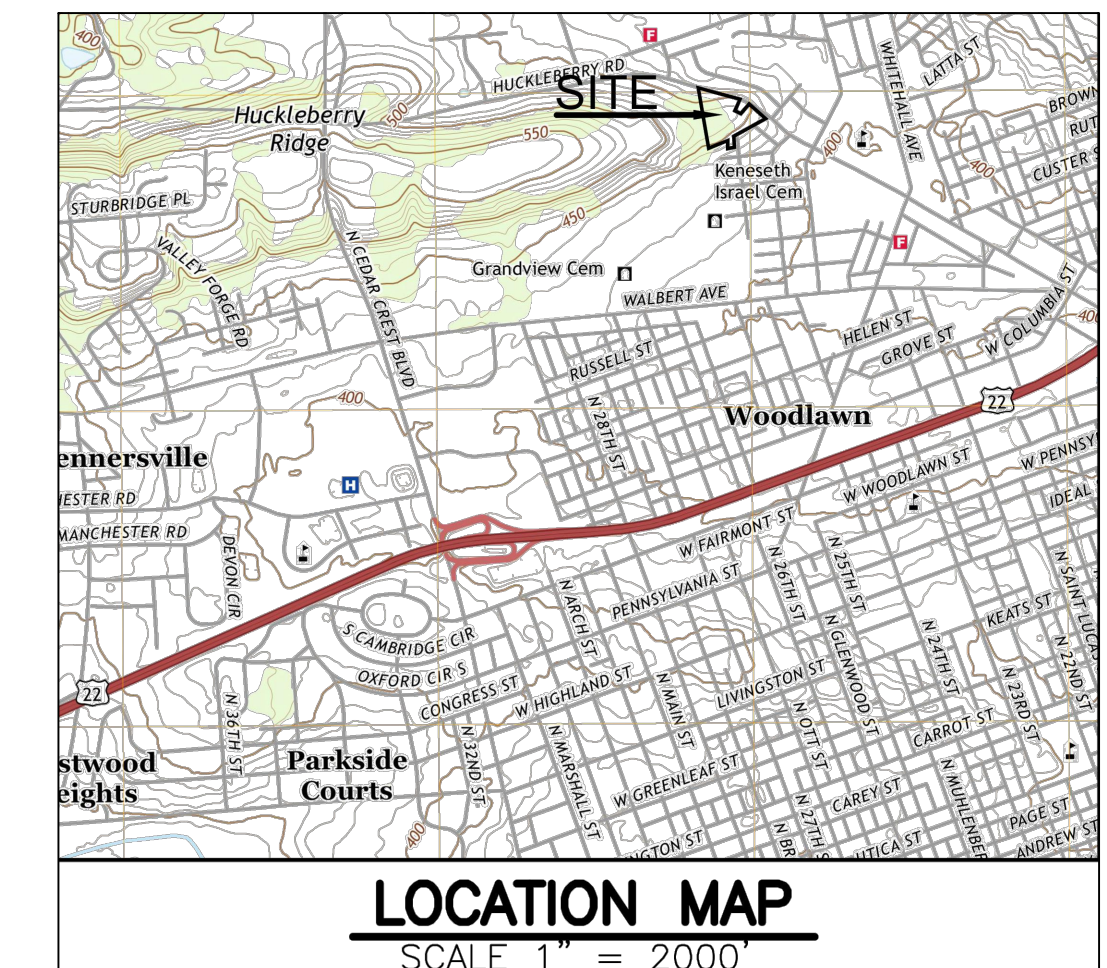 400
F
HUCKLEBERRY RD
SITE
WHITEHALL AVE
LATTA ST
BROWN
RUT
CUSTER S
Huckleberry
Ridge
500
550
400
400
Keneseth
Israel Cem
STURBRIDGE PL
450
VALLEY FORGE RD
N CEDAR CREST BLVD
F
Grandview Cem
WALBERT AVE
HELEN ST
GROVE ST
W COLUMBIA ST
400
RUSSELL ST
400
N 28TH ST
Woodlawn
22
ennersville
H
HESTER RD
MANCHESTER RD
DEVON CIR
W WOODLAWN ST
W PENNSY
IDEAL
W FAIRMONT ST
PENNSYLVANIA ST
N 26TH ST
N 25TH ST
N ARCH ST
N SAINT LUCAS
KEATS ST
S CAMBRIDGE CIR
OXFORD CIR S
CONGRESS ST
W HIGHLAND ST
N MAIN ST
LIVINGSTON ST
N GLENWOOD ST
N 24TH ST
N 23RD ST
N 22ND ST
22
N 36TH ST
N 32ND ST
N MARSHALL ST
N OTT ST
CARROT ST
stwood
eights
Parkside
Courts
W GREENLEAF ST
CAREY ST
N MUHLENBER
N 27TH S
PAGE ST
ANDREW ST
400
NGTON ST
N BR
UTICA ST
LOCATION MAP
SCALE 1" = 2000'